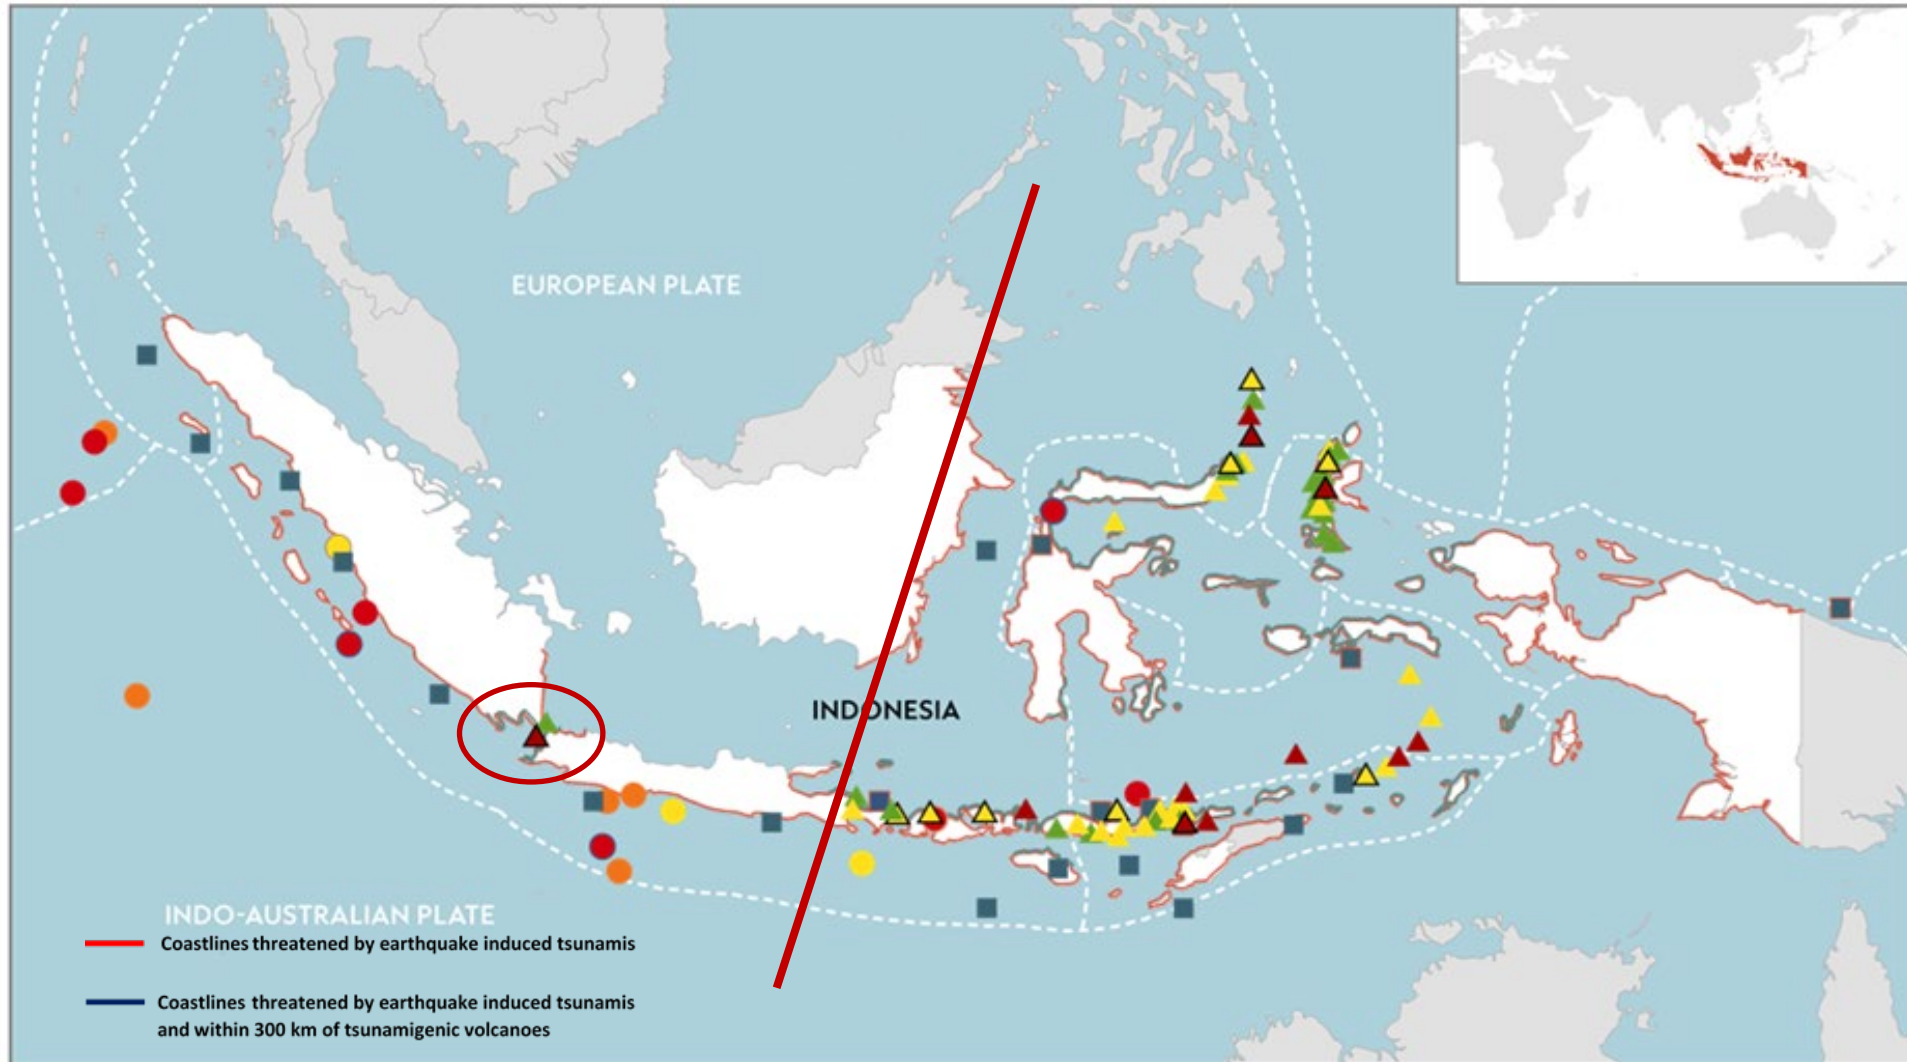 EUROPEAN PLATE
INDONESIA
INDO-AUSTRALIAN PLATE
Coastlines threatened by earthquake induced tsunamis
Coastlines threatened by earthquake induced tsunamis
and within 300 km of tsunamigenic volcanoes